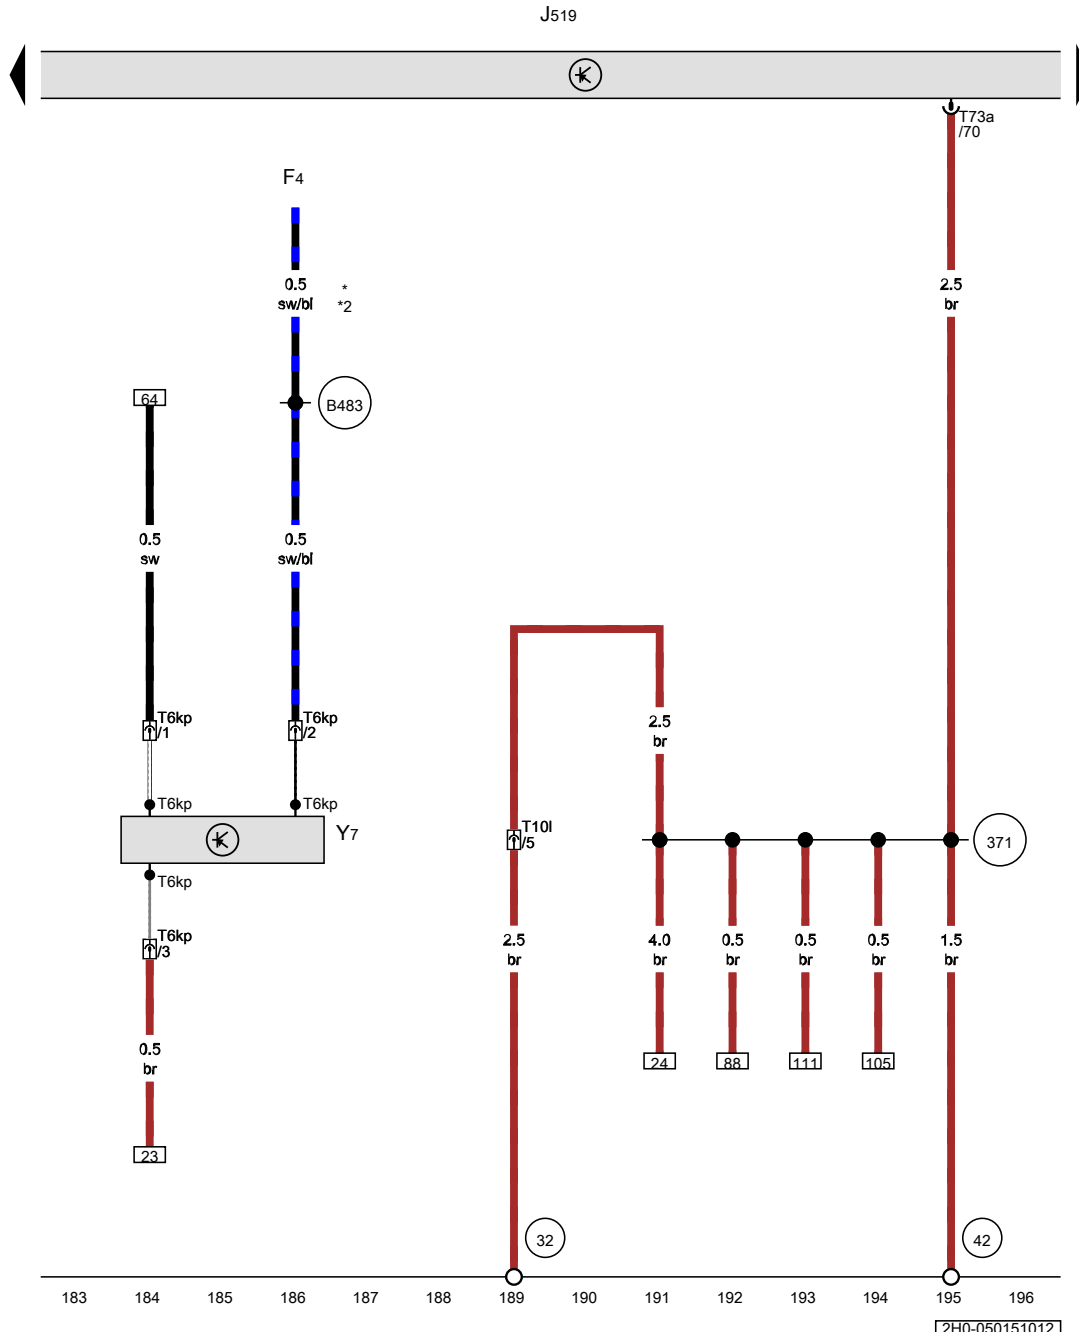 J519
T73a
/70
F4
0.5
sw/bl
*
*2
2.5
br
64
B483
0.5
sw
0.5
sw/bl
T6kp
/1
T6kp
/2
2.5
br
T6kp
T6kp
Y7
T10l
/5
371
T6kp
T6kp
/3
2.5
br
4.0
br
0.5
br
0.5
br
0.5
br
1.5
br
0.5
br
24
88
111
105
23
32
42
183 184 185 186 187 188 189 190 191 192 193 194 195 196
2H0-050151012